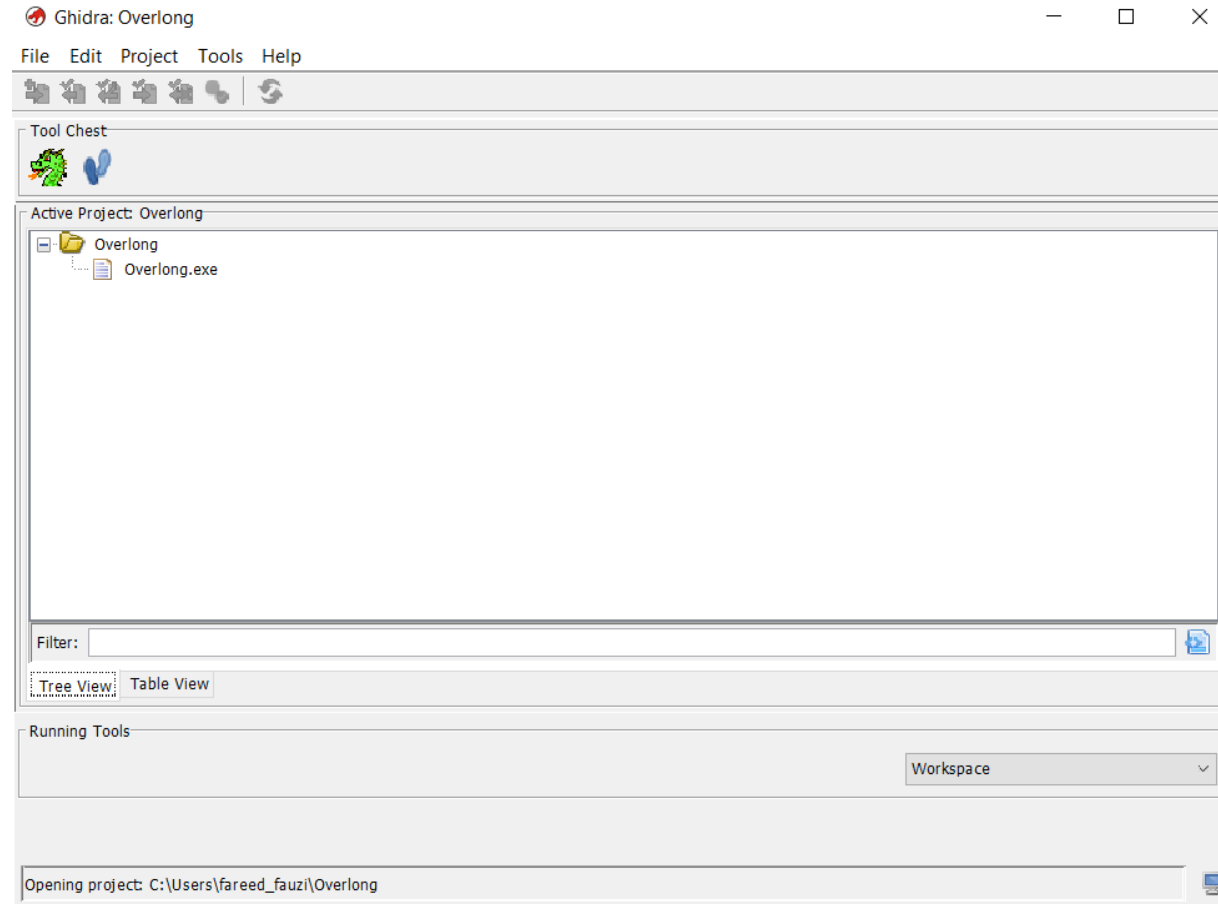 Ghidra: Overlong
File Edit Project Tools Help
Tool Chest
Active Project: Overlong
Overlong
Overlong.exe
Filter:
Tree View Table View
Running Tools
Workspace
Opening project: C:\Users\fareed_fauzi\Overlong